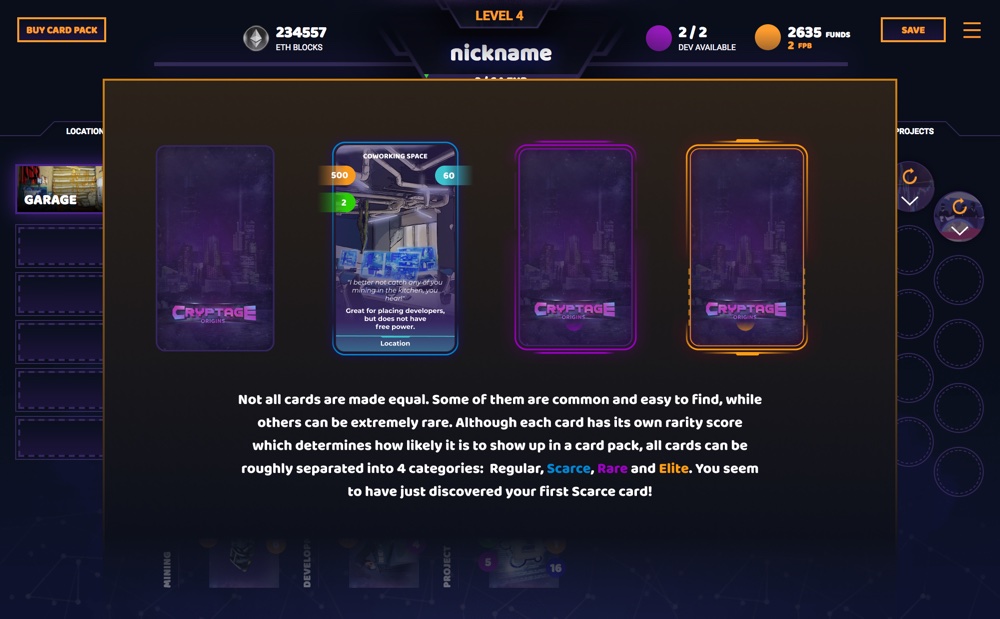 BUY CARD PACK
234557
ETH BLOCKS
LEVEL 4
nickname
2 / 2
DEV AVAILABLE
2635 FUNDS
2 FPB
SAVE
LOCATION
PROJECTS
GARAGE
COWORKING SPACE
500
60
2
"I better not catch any of you
mining in the kitchen, you
hear!"
Great for placing developers,
but does not have
free power.
Location
CRYPTAGE
ORIGINS
CRYPTAGE
ORIGINS
CRYPTAGE
ORIGINS
Not all cards are made equal. Some of them are common and easy to find, while
others can be extremely rare. Although each card has its own rarity score
which determines how likely it is to show up in a card pack, all cards can be
roughly separated into 4 categories: Regular, Scarce, Rare and Elite. You seem
to have just discovered your first Scarce card!
MINING
DEVELOP
PROJECT
5
16